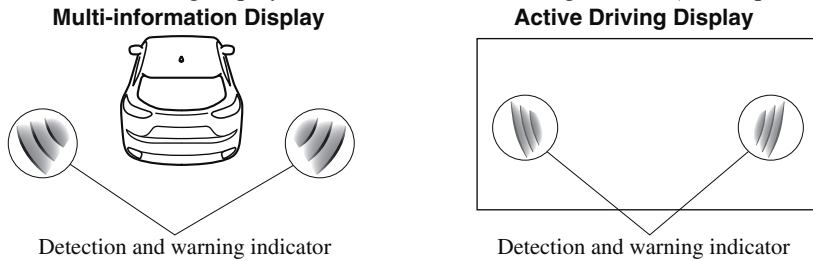 Multi-information Display
Active Driving Display
Detection and warning indicator
Detection and warning indicator